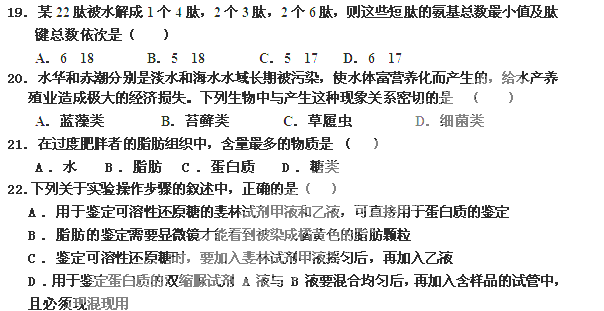 19．某22肽被水解成1个4肽，2个3肽，2个6肽，则这些短肽的氨基总数最小值及肽
键总数依次是（　　）
A．6　18　　B．5　18　　C．5　17　　D．6　17
20．水华和赤潮分别是淡水和海水水域长期被污染，使水体富营养化而产生的，给水产养
殖业造成极大的经济损失。下列生物中与产生这种现象关系密切的是　（　　）
A．蓝藻类　　B．苔藓类　　C．草履虫　　D．细菌类
21．在过度肥胖者的脂肪组织中，含量最多的物质是　（　　）
A．水　　B．脂肪　　C．蛋白质　　D．糖类
22.下列关于实验操作步骤的叙述中，正确的是（　　）
A．用于鉴定可溶性还原糖的斐林试剂甲液和乙液，可直接用于蛋白质的鉴定
B．脂肪的鉴定需要显微镜才能看到被染成橘黄色的脂肪颗粒
C．鉴定可溶性还原糖时，要加入斐林试剂甲液摇匀后，再加入乙液
D．用于鉴定蛋白质的双缩脲试剂 A 液与 B 液要混合均匀后，再加入含样品的试管中，
且必须现混现用